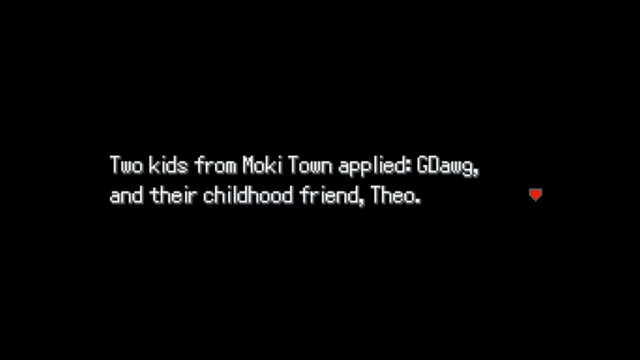 Two kids from Moki Town applied: GDawg,
and their childhood friend, Theo.